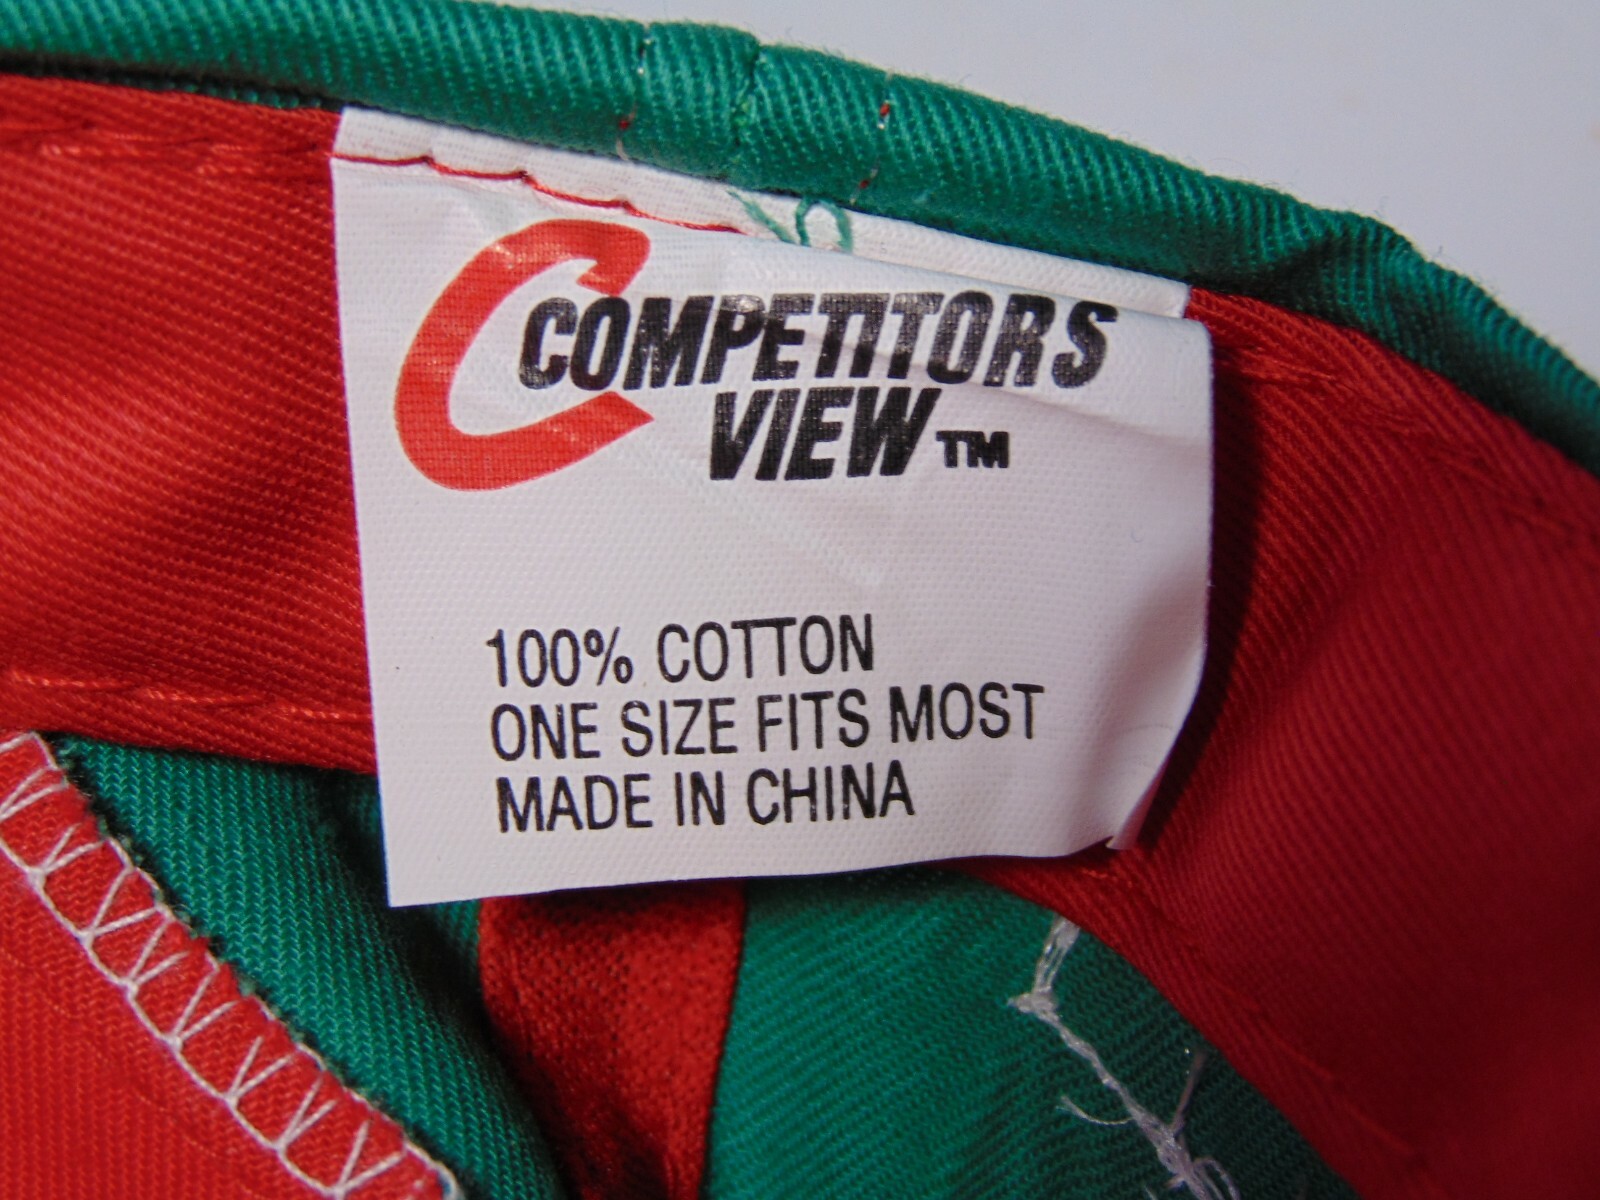 COMPETITORS
VIEW™
100% COTTON
ONE SIZE FITS MOST
MADE IN CHINA